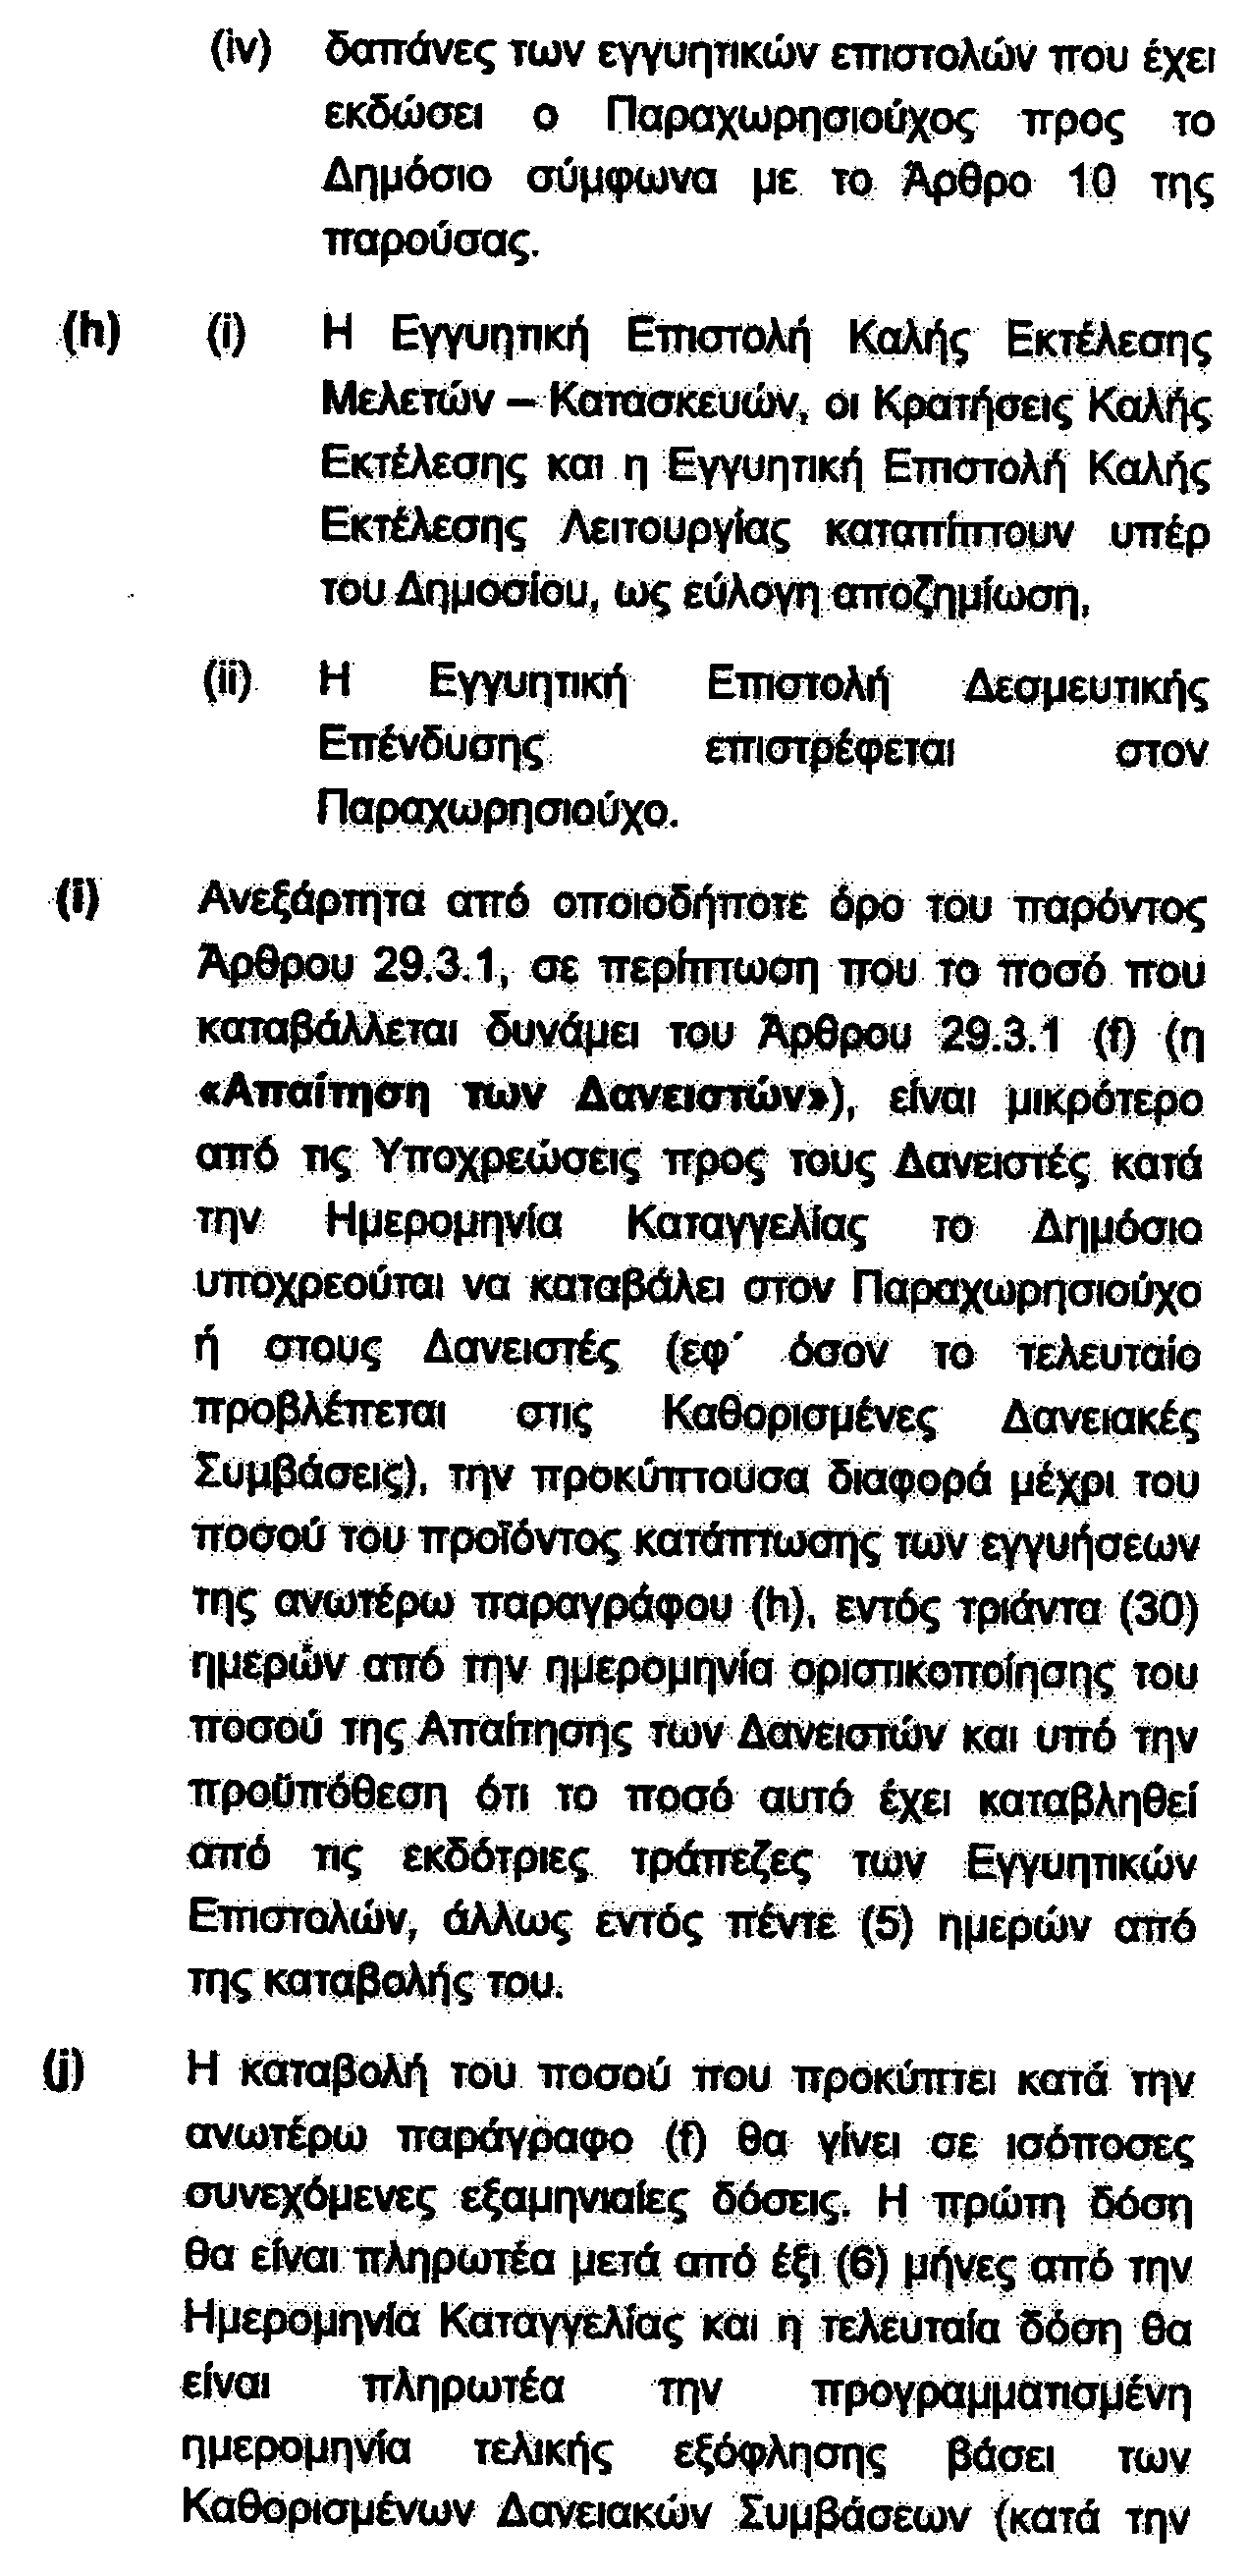 (iv) δαπάνες των εγγυητικών επιστολών που έχει
εκδώσει ο Παραχωρησιούχος προς το
Δημόσιο σύμφωνα με το Άρθρο 10 της
παρούσας.
(h) (i) Η Εγγυητική Επιστολή Καλής Εκτέλεσης
Μελετών – Κατασκευών, οι Κρατήσεις Καλής
Εκτέλεσης και η Εγγυητική Επιστολή Καλής
Εκτέλεσης Λειτουργίας καταπίπτουν υπέρ
του Δημοσίου, ως εύλογη αποζημίωση,
(ii) Η Εγγυητική Επιστολή Δεσμευτικής
Επένδυσης επιστρέφεται στον
Παραχωρησιούχο.
(i) Ανεξάρτητα από οποιοδήποτε όρο του παρόντος
Άρθρου 29.3.1, σε περίπτωση που το ποσό που
καταβάλλεται δυνάμει του Άρθρου 29.3.1 (f) (η
«Απαίτηση των Δανειστών»), είναι μικρότερο
από τις Υποχρεώσεις προς τους Δανειστές κατά
την Ημερομηνία Καταγγελίας το Δημόσιο
υποχρεούται να καταβάλει στον Παραχωρησιούχο
ή στους Δανειστές (εφ΄ όσον το τελευταίο
προβλέπεται στις Καθορισμένες Δανειακές
Συμβάσεις), την προκύπτουσα διαφορά μέχρι του
ποσού του προϊόντος κατάπτωσης των εγγυήσεων
της ανωτέρω παραγράφου (h), εντός τριάντα (30)
ημερών από την ημερομηνία οριστικοποίησης του
ποσού της Απαίτησης των Δανειστών και υπό την
προϋπόθεση ότι το ποσό αυτό έχει καταβληθεί
από τις εκδότριες τράπεζες των Εγγυητικών
Επιστολών, άλλως εντός πέντε (5) ημερών από
της καταβολής του.
(j) Η καταβολή του ποσού που προκύπτει κατά την
ανωτέρω παράγραφο (f) θα γίνει σε ισόποσες
συνεχόμενες εξαμηνιαίες δόσεις. Η πρώτη δόση
θα είναι πληρωτέα μετά από έξι (6) μήνες από την
Ημερομηνία Καταγγελίας και η τελευταία δόση θα
είναι πληρωτέα την προγραμματισμένη
ημερομηνία τελικής εξόφλησης βάσει των
Καθορισμένων Δανειακών Συμβάσεων (κατά την